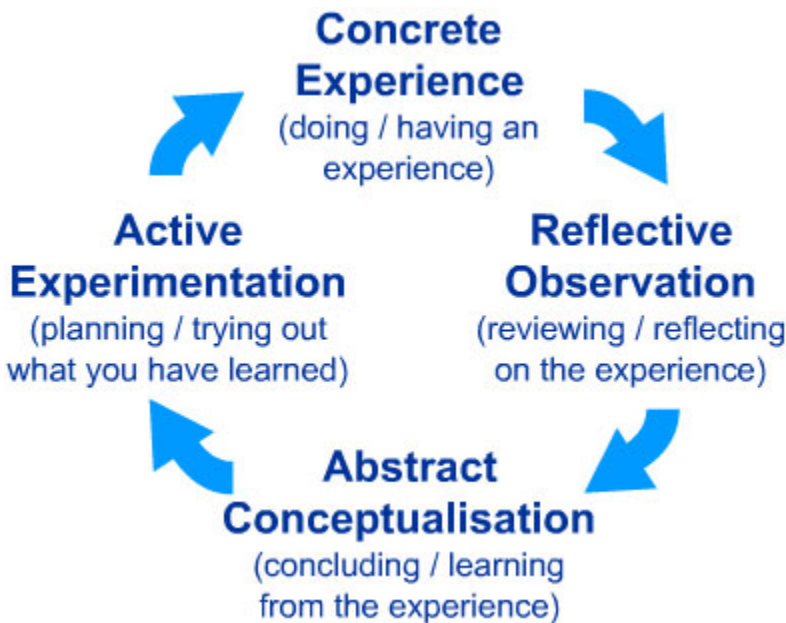 Concrete
Experience
(doing / having an
experience)
Reflective
Observation
(reviewing / reflecting
on the experience)
Abstract
Conceptualisation
(concluding / learning
from the experience)
Active
Experimentation
(planning / trying out
what you have learned)